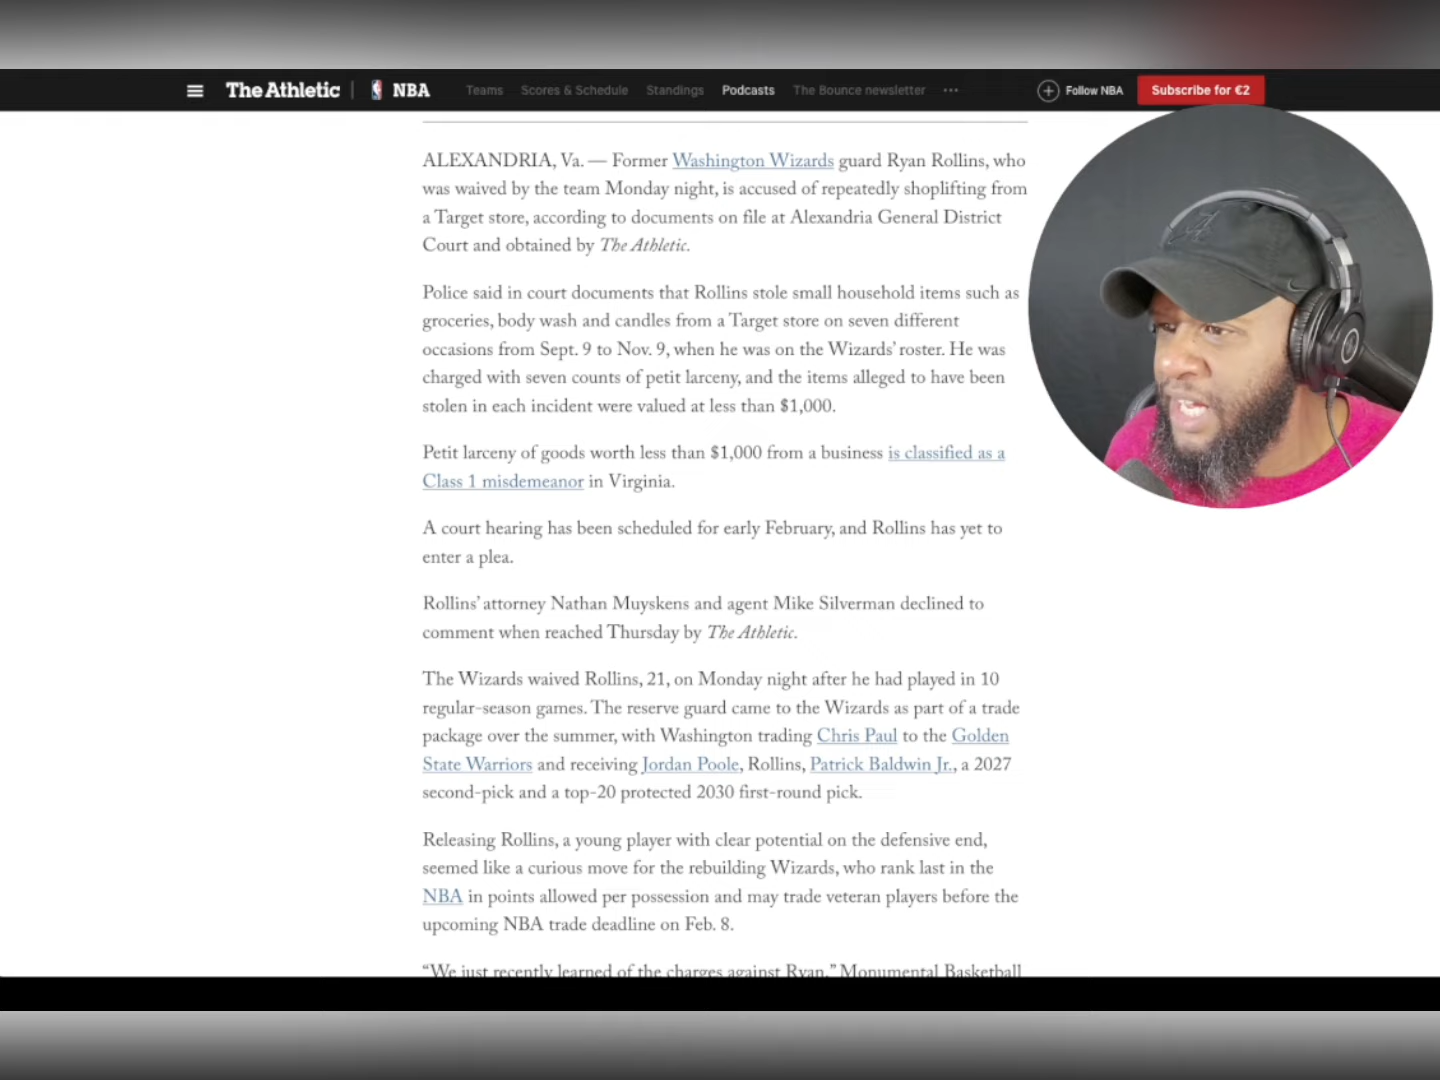 The Athletic NBA Teams Scores & Schedule Standings Podcasts The Bounce newsletter ••• Follow NBA Subscribe for €2
ALEXANDRIA, Va. — Former Washington Wizards guard Ryan Rollins, who
was waived by the team Monday night, is accused of repeatedly shoplifting from
a Target store, according to documents on file at Alexandria General District
Court and obtained by The Athletic.
Police said in court documents that Rollins stole small household items such as
groceries, body wash and candles from a Target store on seven different
occasions from Sept. 9 to Nov. 9, when he was on the Wizards’ roster. He was
charged with seven counts of petit larceny, and the items alleged to have been
stolen in each incident were valued at less than $1,000.
Petit larceny of goods worth less than $1,000 from a business is classified as a
Class 1 misdemeanor in Virginia.
A court hearing has been scheduled for early February, and Rollins has yet to
enter a plea.
Rollins’ attorney Nathan Muyskens and agent Mike Silverman declined to
comment when reached Thursday by The Athletic.
The Wizards waived Rollins, 21, on Monday night after he had played in 10
regular-season games. The reserve guard came to the Wizards as part of a trade
package over the summer, with Washington trading Chris Paul to the Golden
State Warriors and receiving Jordan Poole, Rollins, Patrick Baldwin Jr., a 2027
second-pick and a top-20 protected 2030 first-round pick.
Releasing Rollins, a young player with clear potential on the defensive end,
seemed like a curious move for the rebuilding Wizards, who rank last in the
NBA in points allowed per possession and may trade veteran players before the
upcoming NBA trade deadline on Feb. 8.
“We just recently learned of the charges against Ryan,” Monumental Basketball